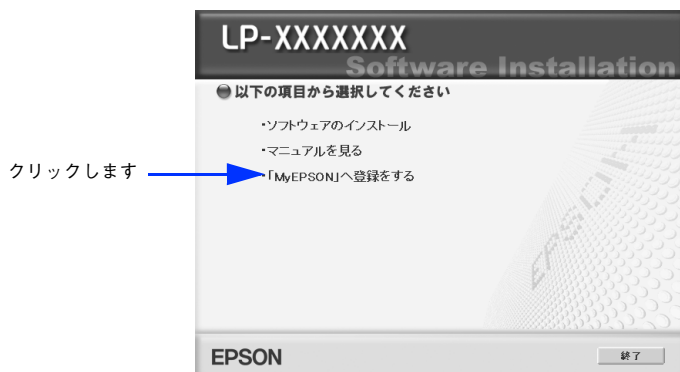 LP-XXXXXXX
Software Installation
以下の項目から選択してください
・ソフトウェアのインストール
・マニュアルを見る
クリックします
・「MyEPSON」へ登録をする
EPSON
EPSON
終了